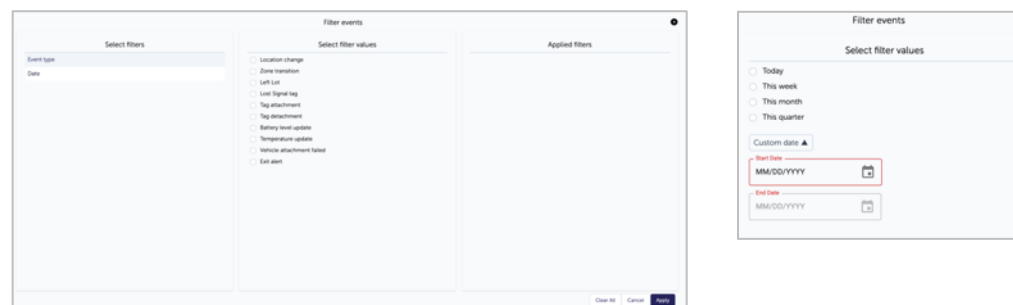 Filter events
Select filters
Event type
Date
Select filter values
Location change
Zone transition
Left Lot
Lost Signal tag
Tag attachment
Tag detachment
Battery level update
Temperature update
Vehicle attachment failed
Exit alert
Applied filters
Clear All Cancel Apply
Filter events
Select filter values
Today
This week
This month
This quarter
Custom date ▲
Start Date
MM/DD/YYYY
End Date
MM/DD/YYYY